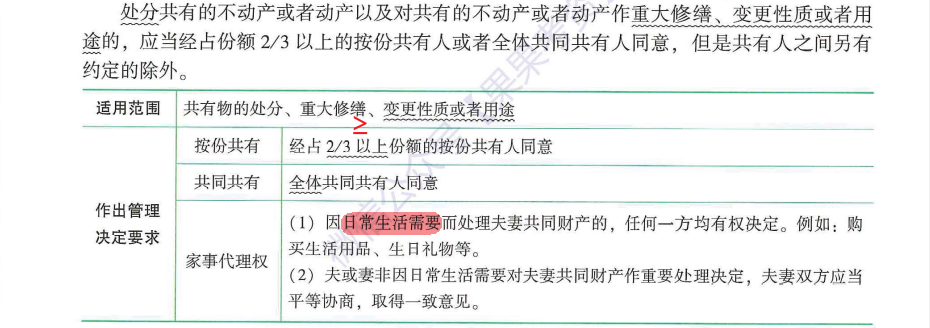 处分共有的不动产或者动产以及对共有的不动产或者动产作重大修缮、变更性质或者用
途的，应当经占份额 2/3 以上的按份共有人或者全体共同共有人同意，但是共有人之间另有
约定的除外。
适用范围 共有物的处分、重大修缮、变更性质或者用途
≥
按份共有 经占 2/3 以上份额的按份共有人同意
共同共有 全体共同共有人同意
作出管理
决定要求
家事代理权
（1）因日常生活需要而处理夫妻共同财产的，任何一方均有权决定。例如：购
买生活用品、生日礼物等。
（2）夫或妻非因日常生活需要对夫妻共同财产作重要处理决定，夫妻双方应当
平等协商，取得一致意见。